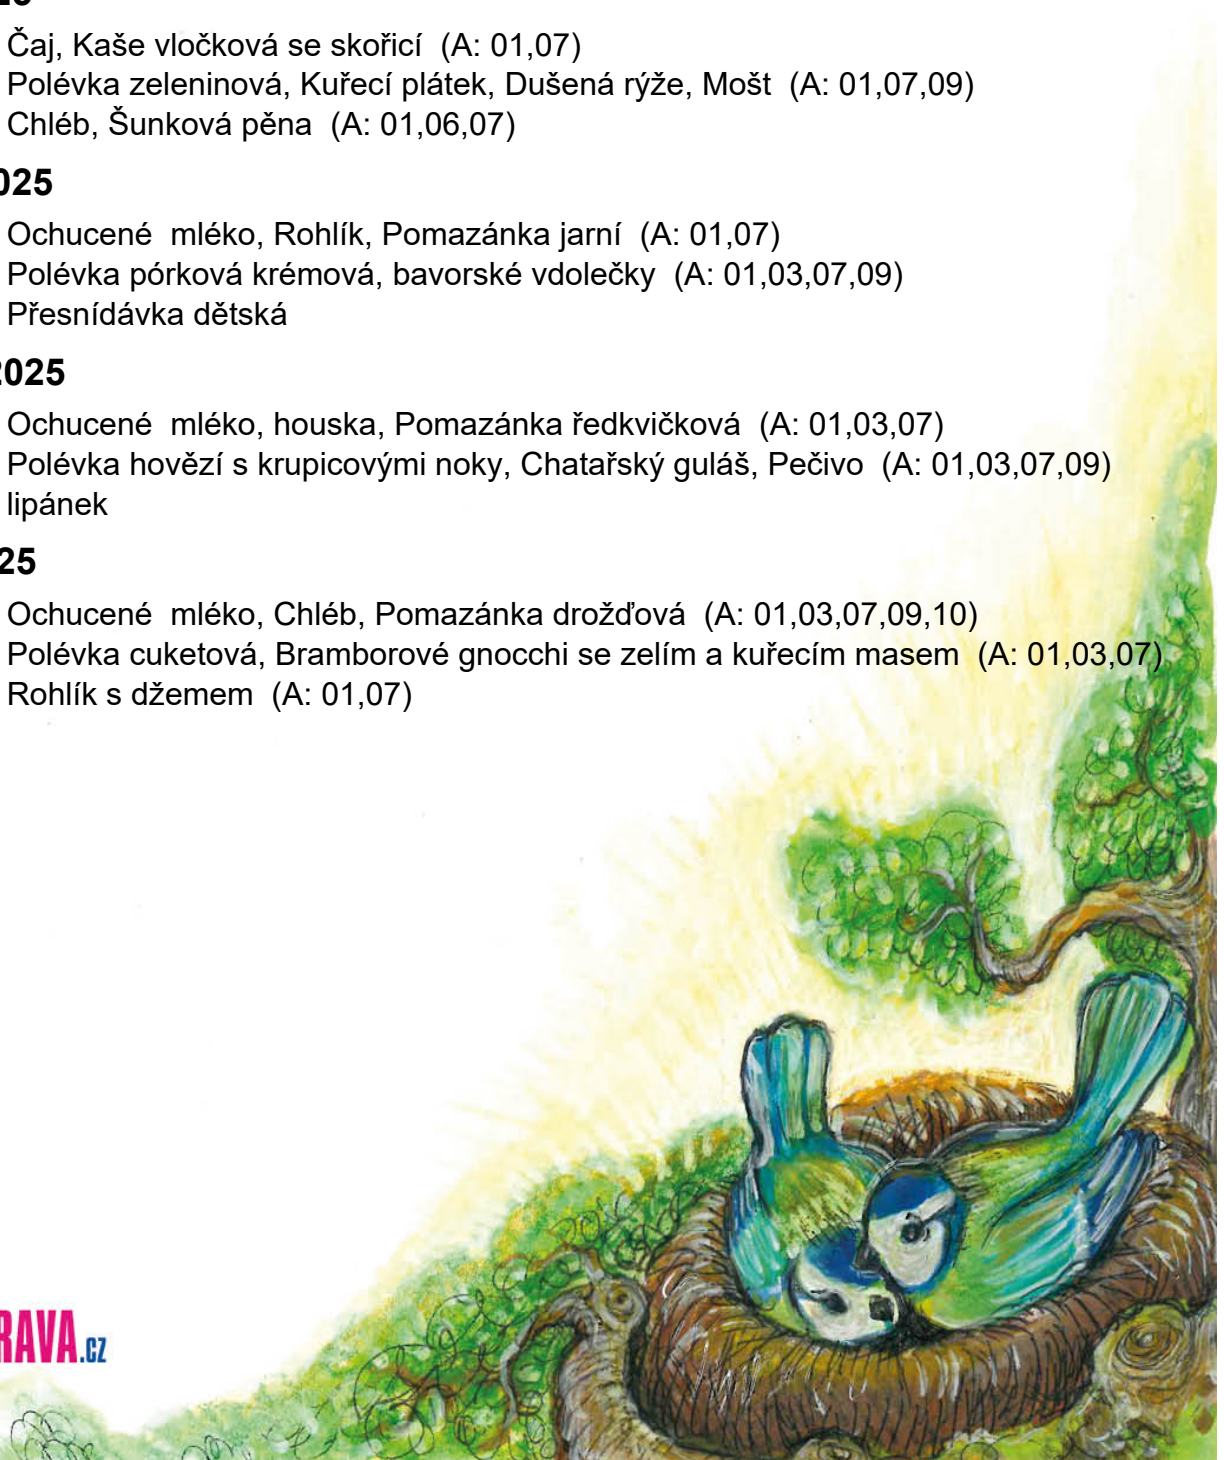 025
Čaj, Kaše vločková se skořicí (A: 01,07)
Polévka zeleninová, Kuřecí plátek, Dušená rýže, Mošt (A: 01,07,09)
Chléb, Šunková pěna (A: 01,06,07)
025
Ochucené mléko, Rohlík, Pomazánka jarní (A: 01,07)
Polévka pórková krémová, bavorské vdolečky (A: 01,03,07,09)
Přesnídávka dětská
2025
Ochucené mléko, houska, Pomazánka ředkvičková (A: 01,03,07)
Polévka hovězí s krupicovými noky, Chatařský guláš, Pečivo (A: 01,03,07,09)
lipánek
25
Ochucené mléko, Chléb, Pomazánka drožďová (A: 01,03,07,09,10)
Polévka cuketová, Bramborové gnocchi se zelím a kuřecím masem (A: 01,03,07)
Rohlík s džemem (A: 01,07)
RAVA.cz